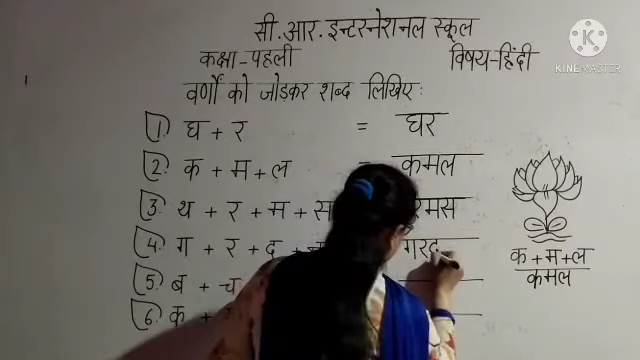 सी.आर.इन्टरनेशनल स्कूल
कक्षा-पहली विषय-हिंदी
वर्णों को जोडकर शब्द लिखिए:
1. घ + र = घर
2. क + म + ल = कमल
3. थ + र + म + स रमस
4. ग + र + द + गरद
5. ब + च
6. क +
क + म + ल
कमल
KINEMASTER